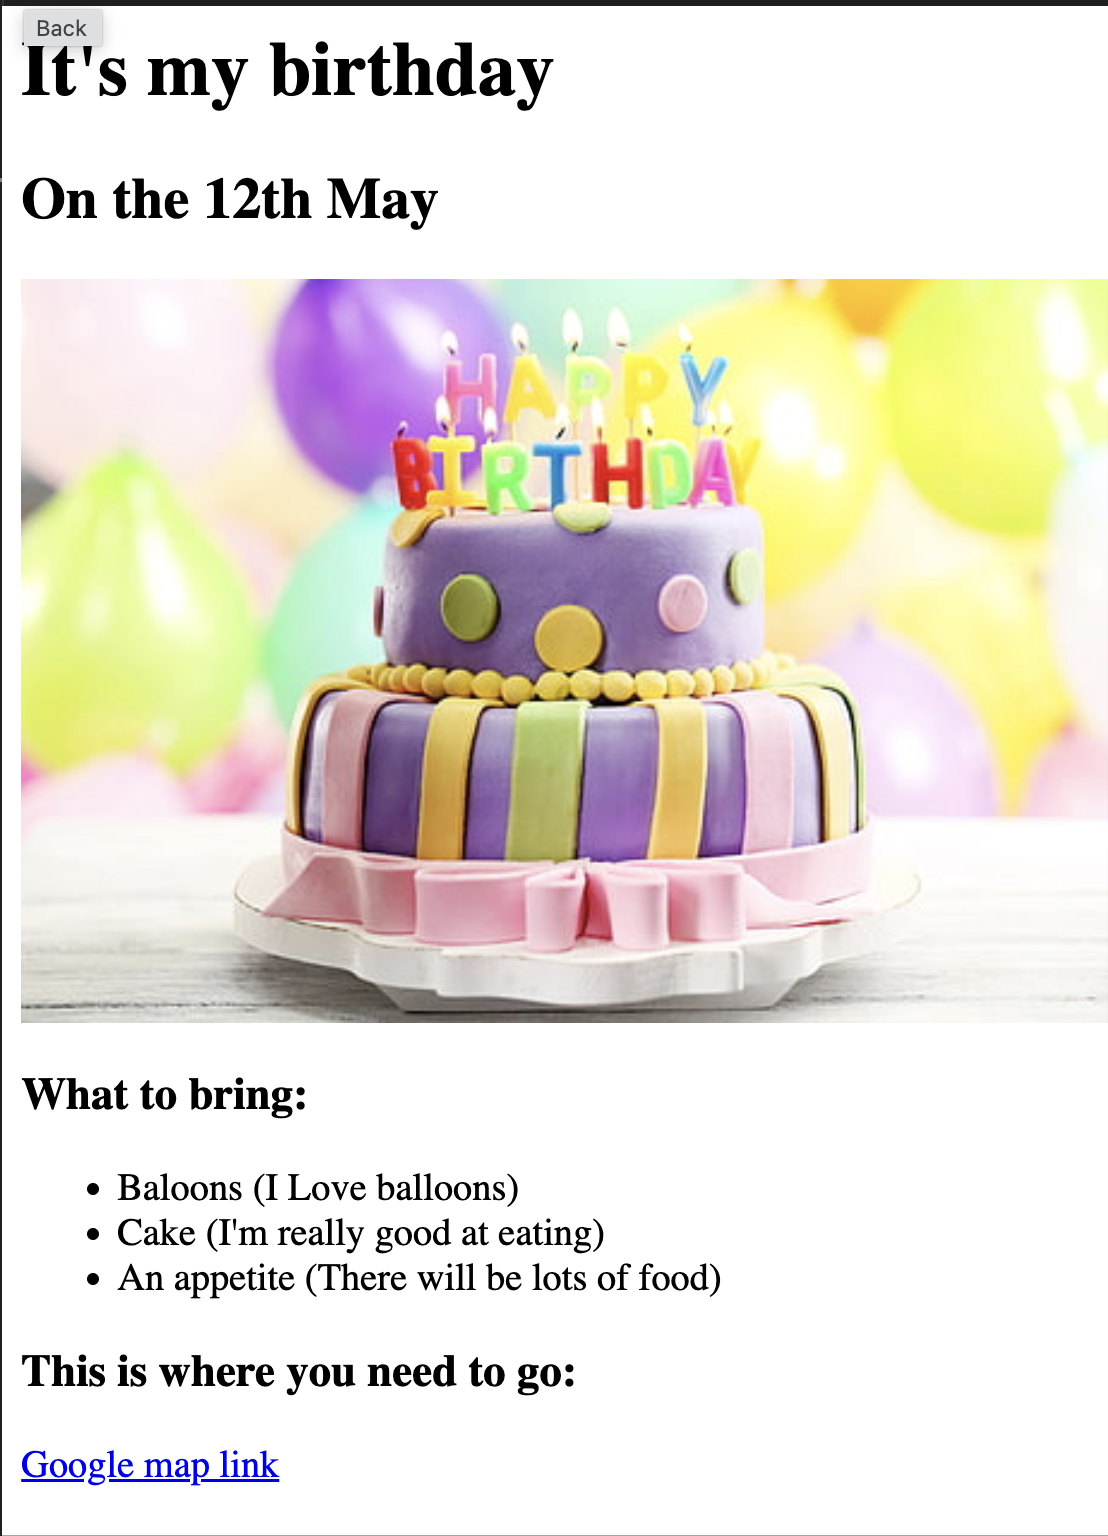 Back
It's my birthday
On the 12th May
HAPPY
BIRTHDAY
What to bring:
Baloons (I Love balloons)
Cake (I'm really good at eating)
An appetite (There will be lots of food)
This is where you need to go:
Google map link